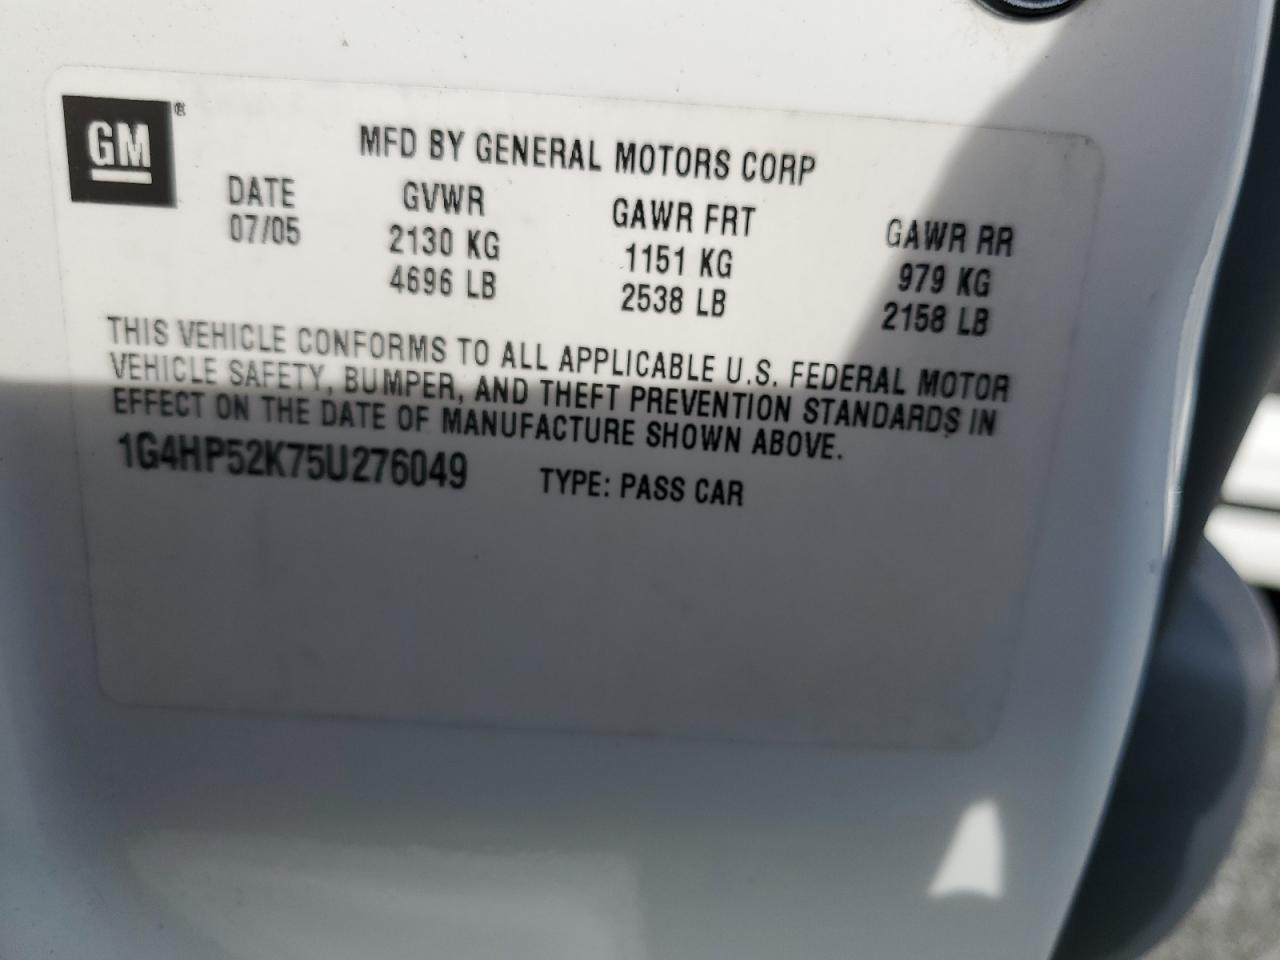 GM®
MFD BY GENERAL MOTORS CORP
DATE GVWR GAWR FRT GAWR RR
07/05 2130 KG 1151 KG 979 KG
4696 LB 2538 LB 2158 LB
THIS VEHICLE CONFORMS TO ALL APPLICABLE U.S. FEDERAL MOTOR
VEHICLE SAFETY, BUMPER, AND THEFT PREVENTION STANDARDS IN
EFFECT ON THE DATE OF MANUFACTURE SHOWN ABOVE.
1G4HP52K75U276049 TYPE: PASS CAR